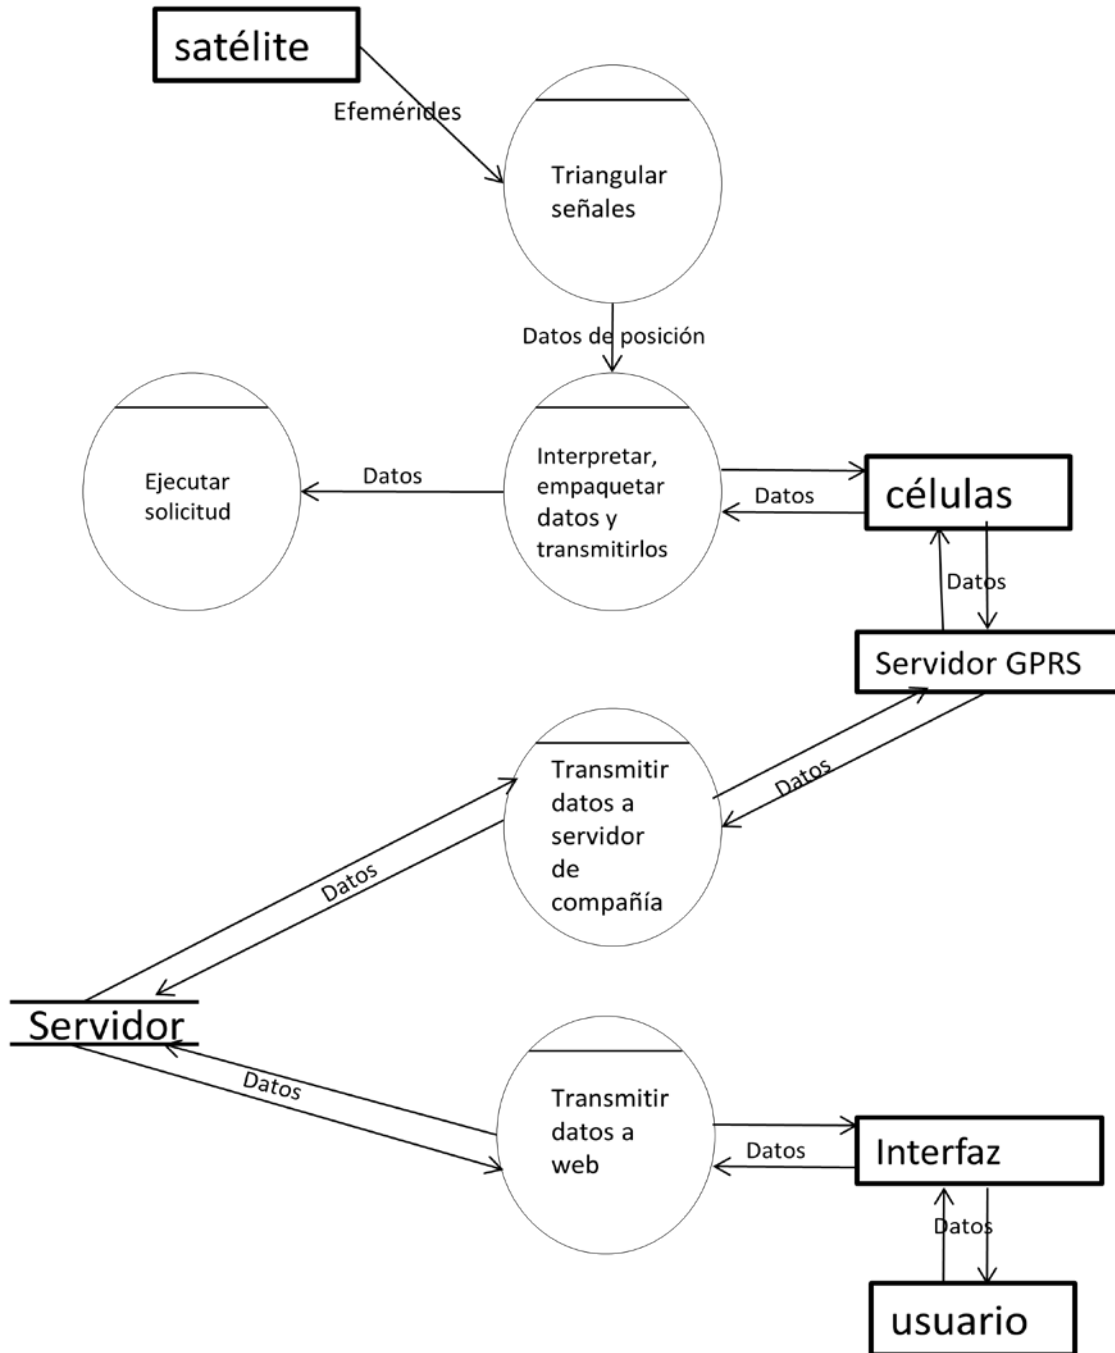 satélite
Efemérides
Triangular
señales
Datos de posición
Ejecutar
solicitud
Datos
Interpretar,
empaquetar
datos y
transmitirlos
Datos
células
Datos
Servidor GPRS
Transmitir
datos a
servidor
de
compañía
Datos
Datos
Servidor
Datos
Transmitir
datos a
web
Datos
Interfaz
Datos
usuario